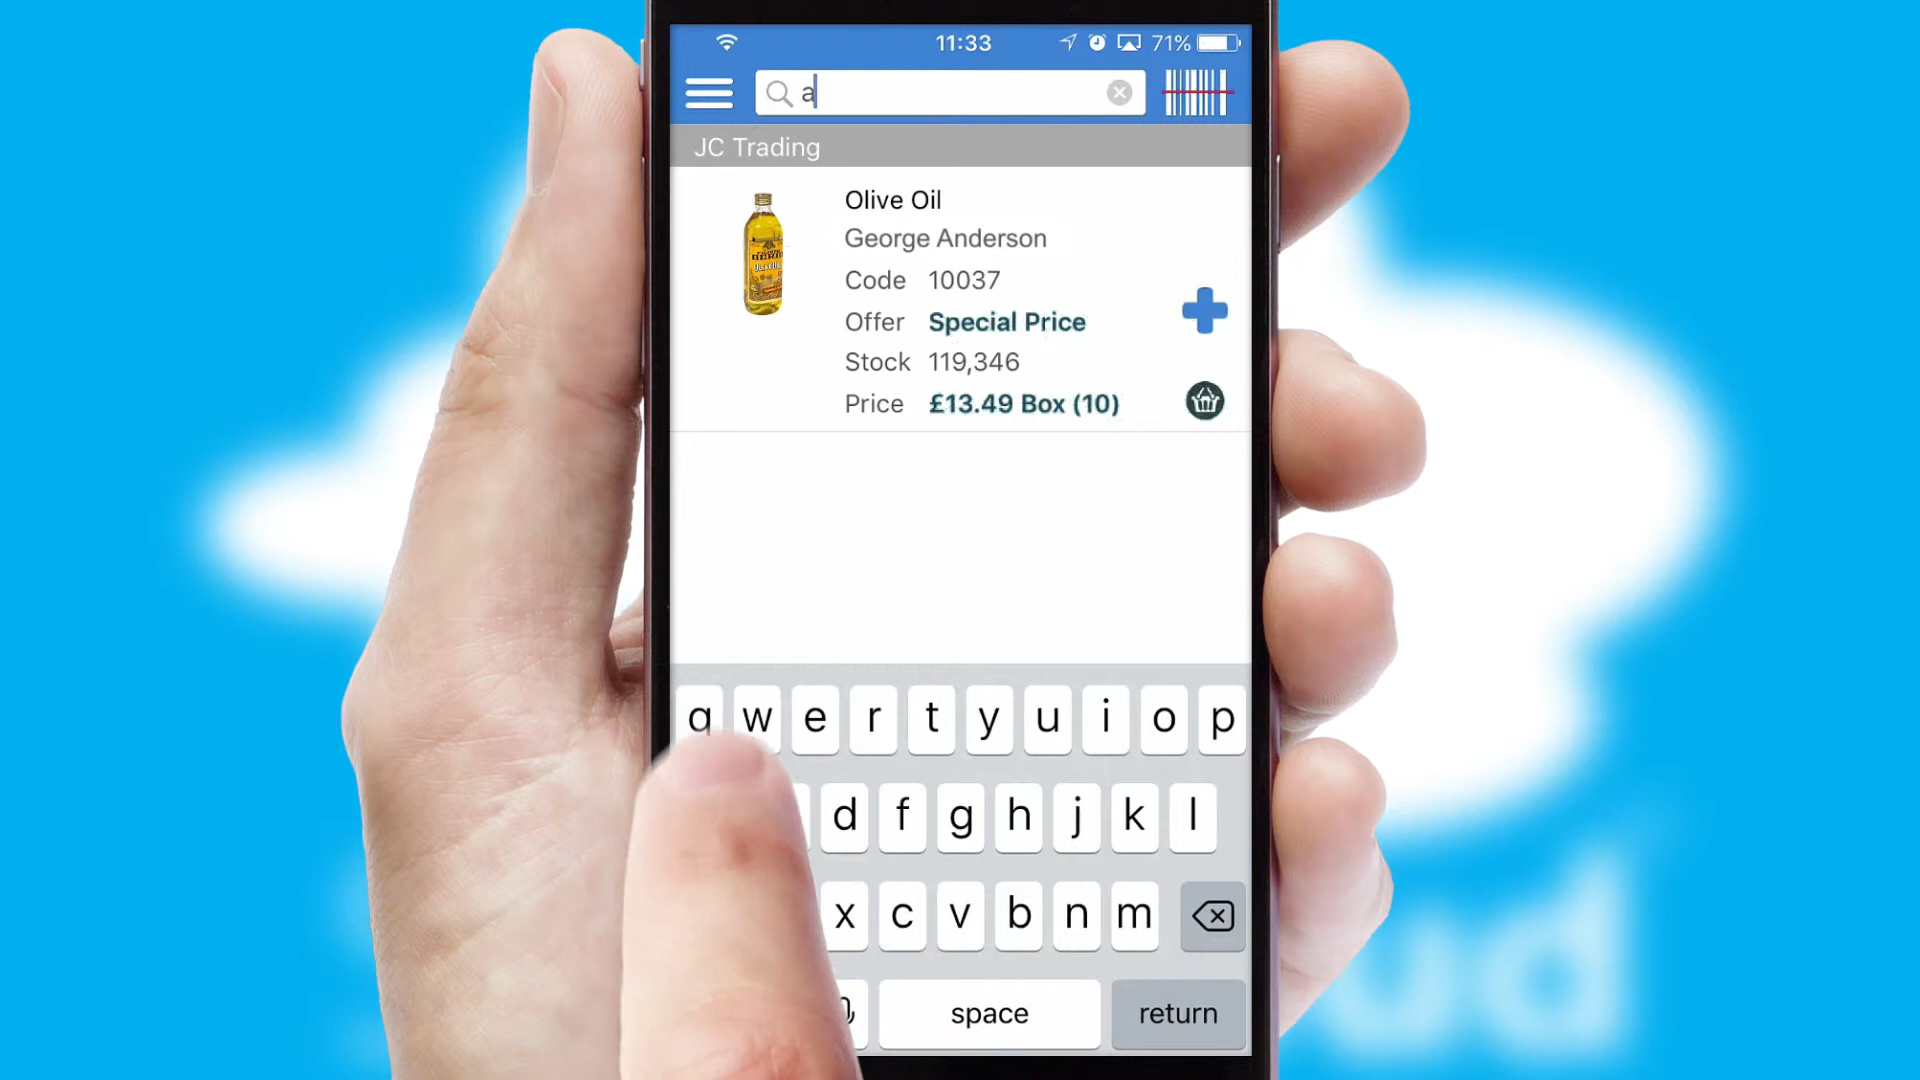 11:33 71%
a
JC Trading
Olive Oil
George Anderson
Code 10037
Offer Special Price
Stock 119,346
Price £13.49 Box (10)
q w e r t y u i o p
d f g h j k l
x c v b n m
space return